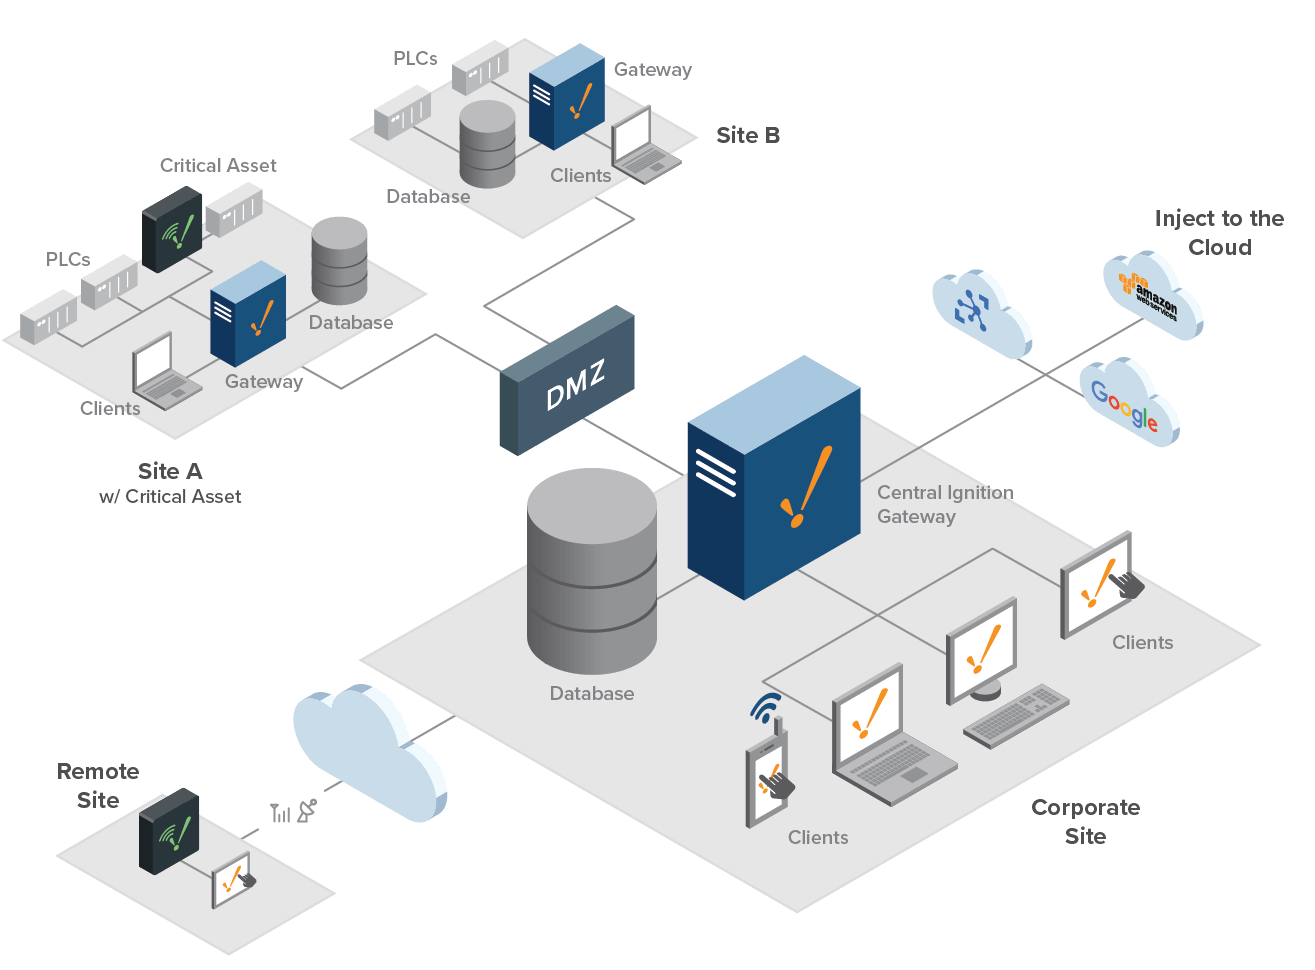 PLCs
Gateway
Site B
Clients
Database
Critical Asset
PLCs
Database
Gateway
Clients
Site A
w/ Critical Asset
Inject to the
Cloud
amazon
web services
Google
DMZ
Central Ignition
Gateway
Clients
Database
Remote
Site
Corporate
Site
Clients